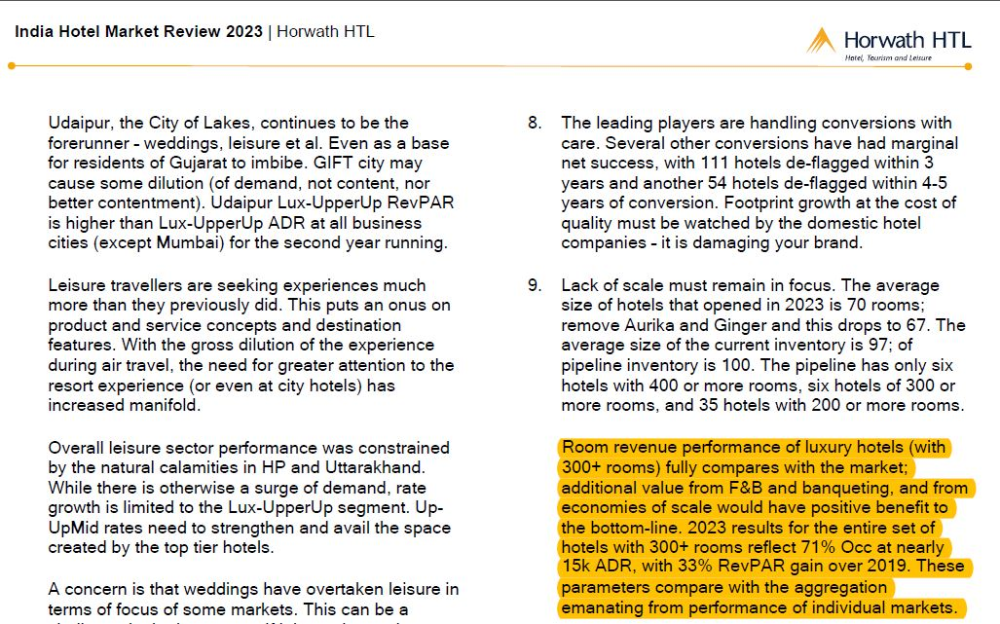 India Hotel Market Review 2023 | Horwath HTL
Horwath HTL
Hotel, Tourism and Leisure
Udaipur, the City of Lakes, continues to be the
forerunner - weddings, leisure et al. Even as a base
for residents of Gujarat to imbibe. GIFT city may
cause some dilution (of demand, not content, nor
better contentment). Udaipur Lux-UpperUp RevPAR
is higher than Lux-UpperUp ADR at all business
cities (except Mumbai) for the second year running.
Leisure travellers are seeking experiences much
more than they previously did. This puts an onus on
product and service concepts and destination
features. With the gross dilution of the experience
during air travel, the need for greater attention to the
resort experience (or even at city hotels) has
increased manifold.
Overall leisure sector performance was constrained
by the natural calamities in HP and Uttarakhand.
While there is otherwise a surge of demand, rate
growth is limited to the Lux-UpperUp segment. Up-
UpMid rates need to strengthen and avail the space
created by the top tier hotels.
A concern is that weddings have overtaken leisure in
terms of focus of some markets. This can be a
8. The leading players are handling conversions with
care. Several other conversions have had marginal
net success, with 111 hotels de-flagged within 3
years and another 54 hotels de-flagged within 4-5
years of conversion. Footprint growth at the cost of
quality must be watched by the domestic hotel
companies - it is damaging your brand.
9. Lack of scale must remain in focus. The average
size of hotels that opened in 2023 is 70 rooms;
remove Aurika and Ginger and this drops to 67. The
average size of the current inventory is 97; of
pipeline inventory is 100. The pipeline has only six
hotels with 400 or more rooms, six hotels of 300 or
more rooms, and 35 hotels with 200 or more rooms.
Room revenue performance of luxury hotels (with
300+ rooms) fully compares with the market;
additional value from F&B and banqueting, and from
economies of scale would have positive benefit to
the bottom-line. 2023 results for the entire set of
hotels with 300+ rooms reflect 71% Occ at nearly
15k ADR, with 33% RevPAR gain over 2019. These
parameters compare with the aggregation
emanating from performance of individual markets.